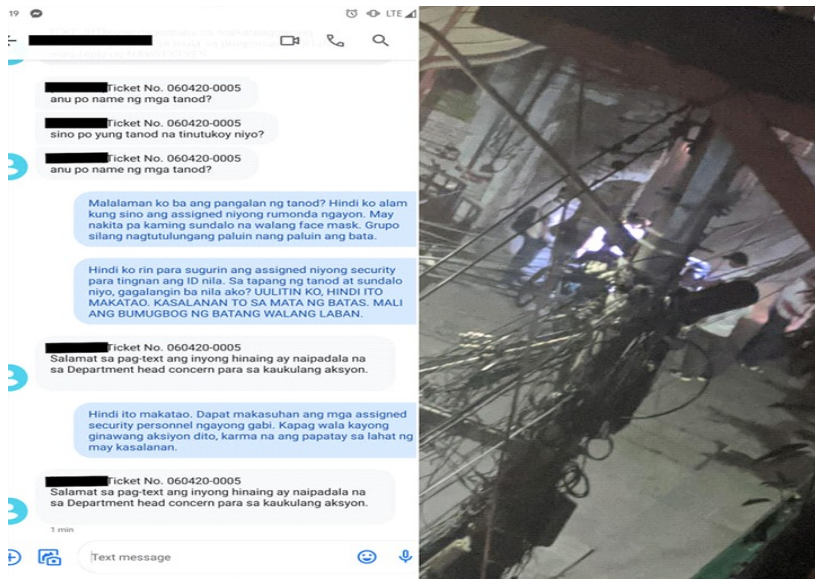 19
LTE
Ticket No. 060420-0005
anu po name ng mga tanod?
Ticket No. 060420-0005
sino po yung tanod na tinutukoy niyo?
Ticket No. 060420-0005
anu po name ng mga tanod?
Malalaman ko ba ang pangalan ng tanod? Hindi ko alam
kung sino ang assigned niyong rumonda ngayon. May
nakita pa kaming sundalo na walang face mask. Grupo
silang nagtutulungang paluin nang paluin ang bata.
Hindi ko rin para sugurin ang assigned niyong security
para tingnan ang ID nila. Sa tapang ng tanod at sundalo
niyo, gagalangin ba nila ako? UULITIN KO, HINDI ITO
MAKATAO. KASALANAN TO SA MATA NG BATAS. MALI
ANG BUMUGBOG NG BATANG WALANG LABAN.
Ticket No. 060420-0005
Salamat sa pag-text ang inyong hinaing ay naipadala na
sa Department head concern para sa kaukulang aksyon.
Hindi ito makatao. Dapat makasuhan ang mga assigned
security personnel ngayong gabi. Kapag wala kayong
ginawang aksiyon dito, karma na ang papatay sa lahat ng
may kasalanan.
Ticket No. 060420-0005
Salamat sa pag-text ang inyong hinaing ay naipadala na
sa Department head concern para sa kaukulang aksyon.
1 min
Text message